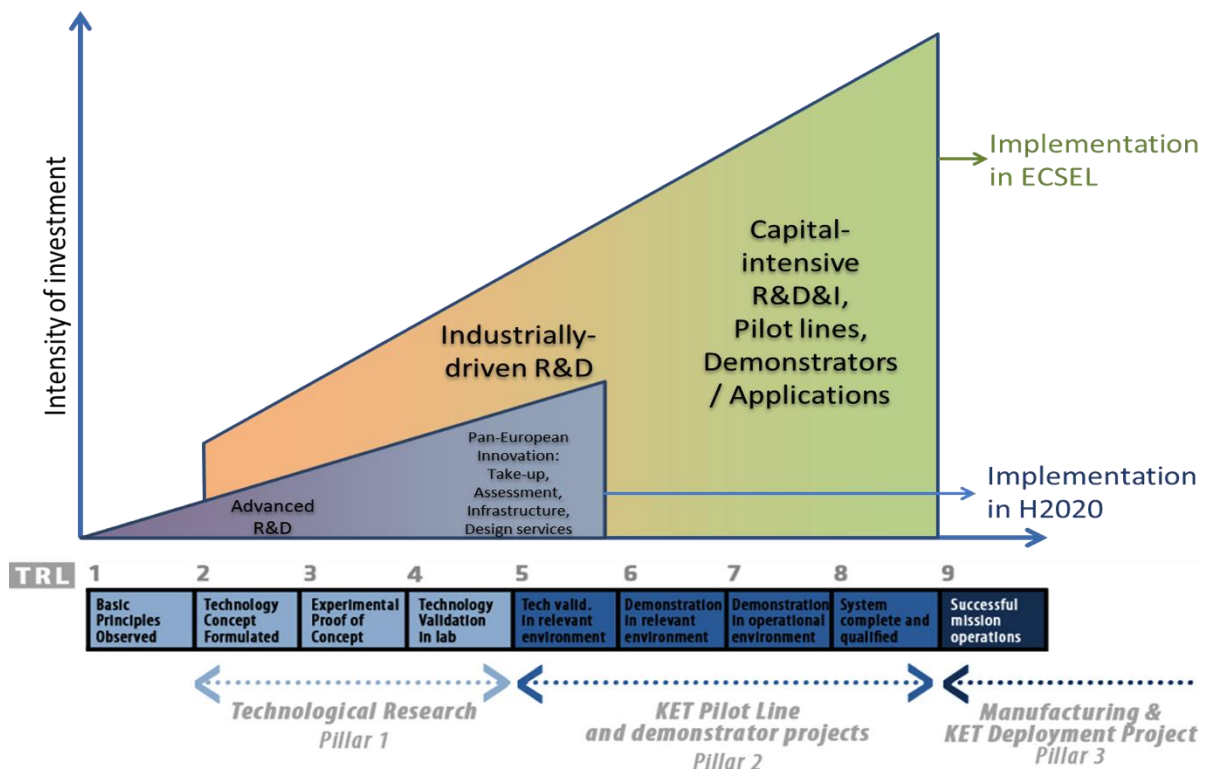 Intensity of investment
Implementation
in ECSEL
Capital-
intensive
R&D&I,
Pilot lines,
Demonstrators
/ Applications
Industrially-
driven R&D
Pan-European
Innovation:
Take-up,
Assessment,
Infrastructure,
Design services
Advanced
R&D
Implementation
in H2020
TRL 1 2 3 4 5 6 7 8 9
Basic
Principles
Observed
Technology
Concept
Formulated
Experimental
Proof of
Concept
Technology
Validation
in lab
Tech valid.
in relevant
environment
Demonstration
in relevant
environment
Demonstration
in operational
environment
System
complete and
qualified
Successful
mission
operations
Technological Research
Pillar 1
KET Pilot Line
and demonstrator projects
Pillar 2
Manufacturing &
KET Deployment Project
Pillar 3